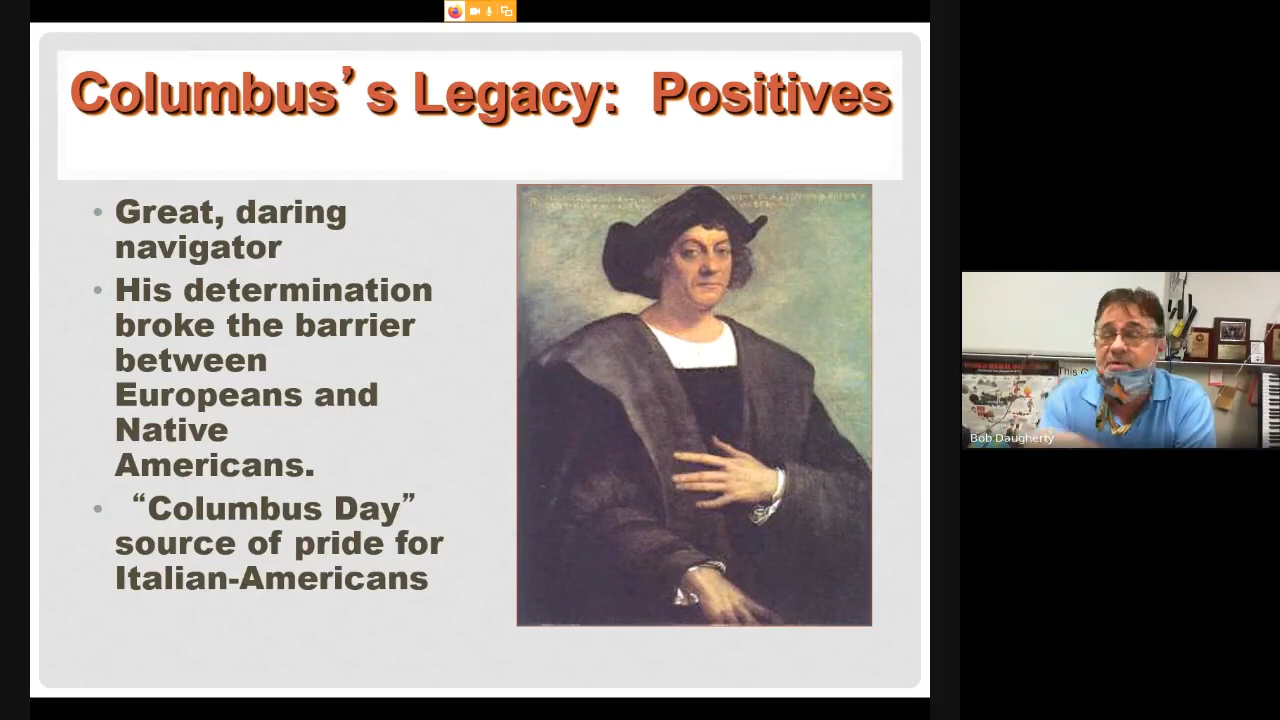 Columbus’s Legacy: Positives
• Great, daring
navigator
• His determination
broke the barrier
between
Europeans and
Native
Americans.
• “Columbus Day”
source of pride for
Italian-Americans
This G
Bob Daugherty